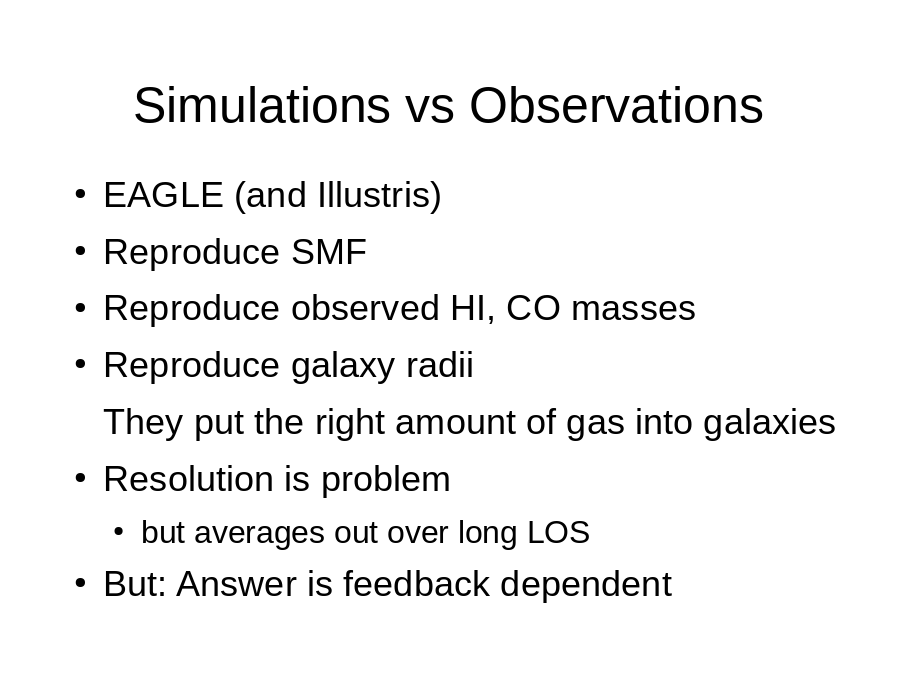 Simulations vs Observations
• EAGLE (and Illustris)
• Reproduce SMF
• Reproduce observed HI, CO masses
• Reproduce galaxy radii
They put the right amount of gas into galaxies
• Resolution is problem
• but averages out over long LOS
• But: Answer is feedback dependent